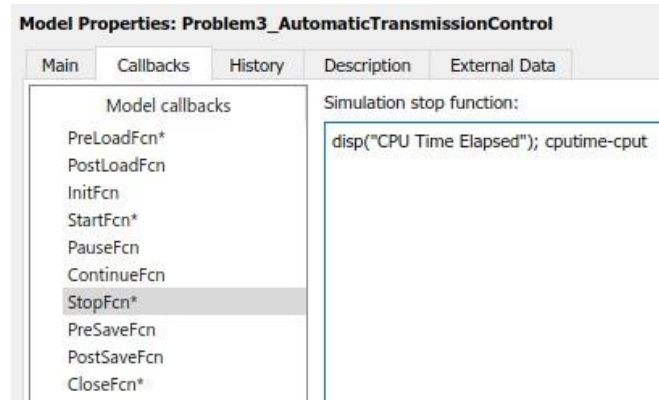 Model Properties: Problem3_AutomaticTransmissionControl
Main Callbacks History Description External Data
Model callbacks
PreLoadFcn*
PostLoadFcn
InitFcn
StartFcn*
PauseFcn
ContinueFcn
StopFcn*
PreSaveFcn
PostSaveFcn
CloseFcn*
Simulation stop function:
disp("CPU Time Elapsed"); cputime-cput